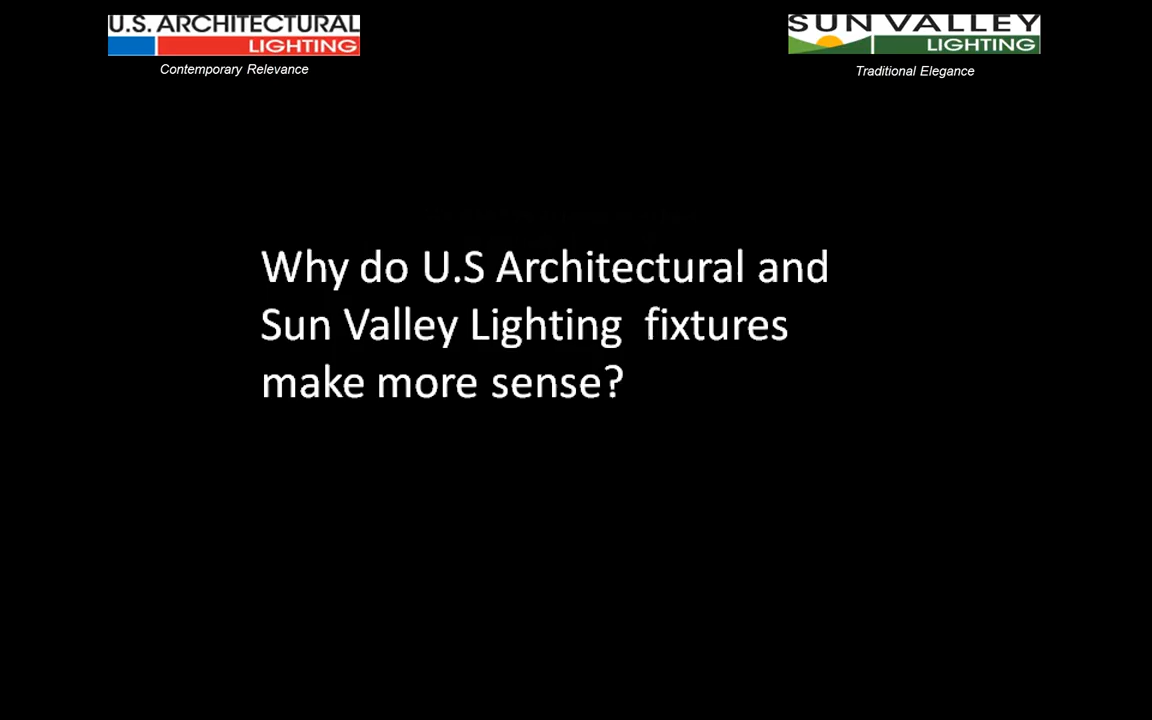 U.S. ARCHITECTURAL
LIGHTING
Contemporary Relevance
SUN VALLEY
LIGHTING
Traditional Elegance
Why do U.S Architectural and
Sun Valley Lighting  fixtures
make more sense?